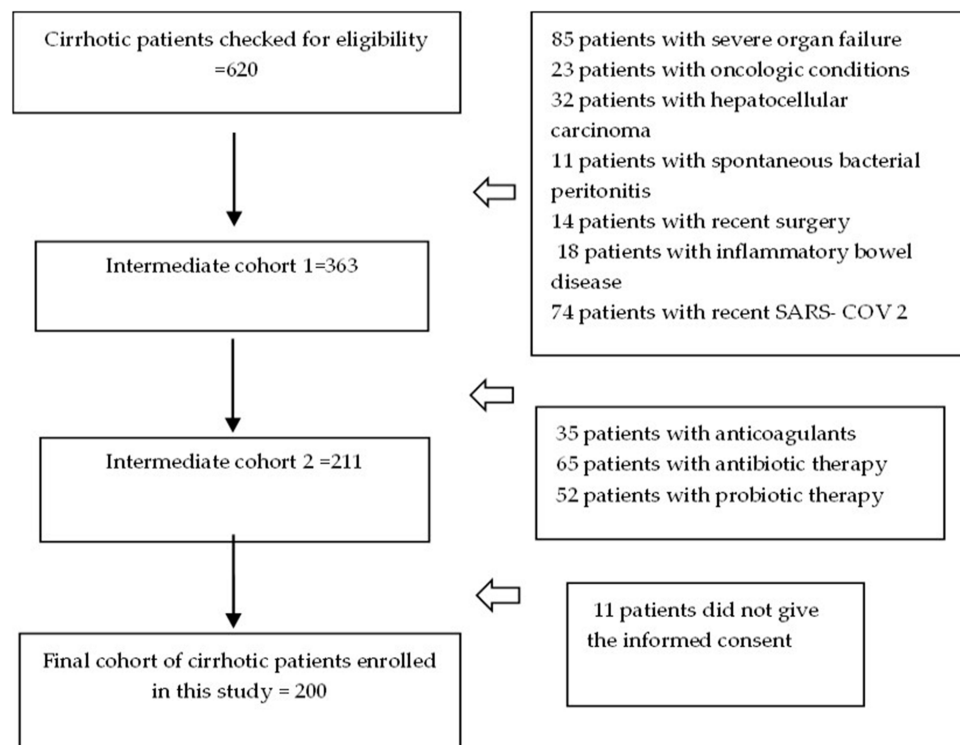 Cirrhotic patients checked for eligibility
=620
85 patients with severe organ failure
23 patients with oncologic conditions
32 patients with hepatocellular
carcinoma
11 patients with spontaneous bacterial
peritonitis
14 patients with recent surgery
18 patients with inflammatory bowel
disease
74 patients with recent SARS- COV 2
Intermediate cohort 1=363
35 patients with anticoagulants
65 patients with antibiotic therapy
52 patients with probiotic therapy
Intermediate cohort 2 =211
11 patients did not give
the informed consent
Final cohort of cirrhotic patients enrolled
in this study = 200